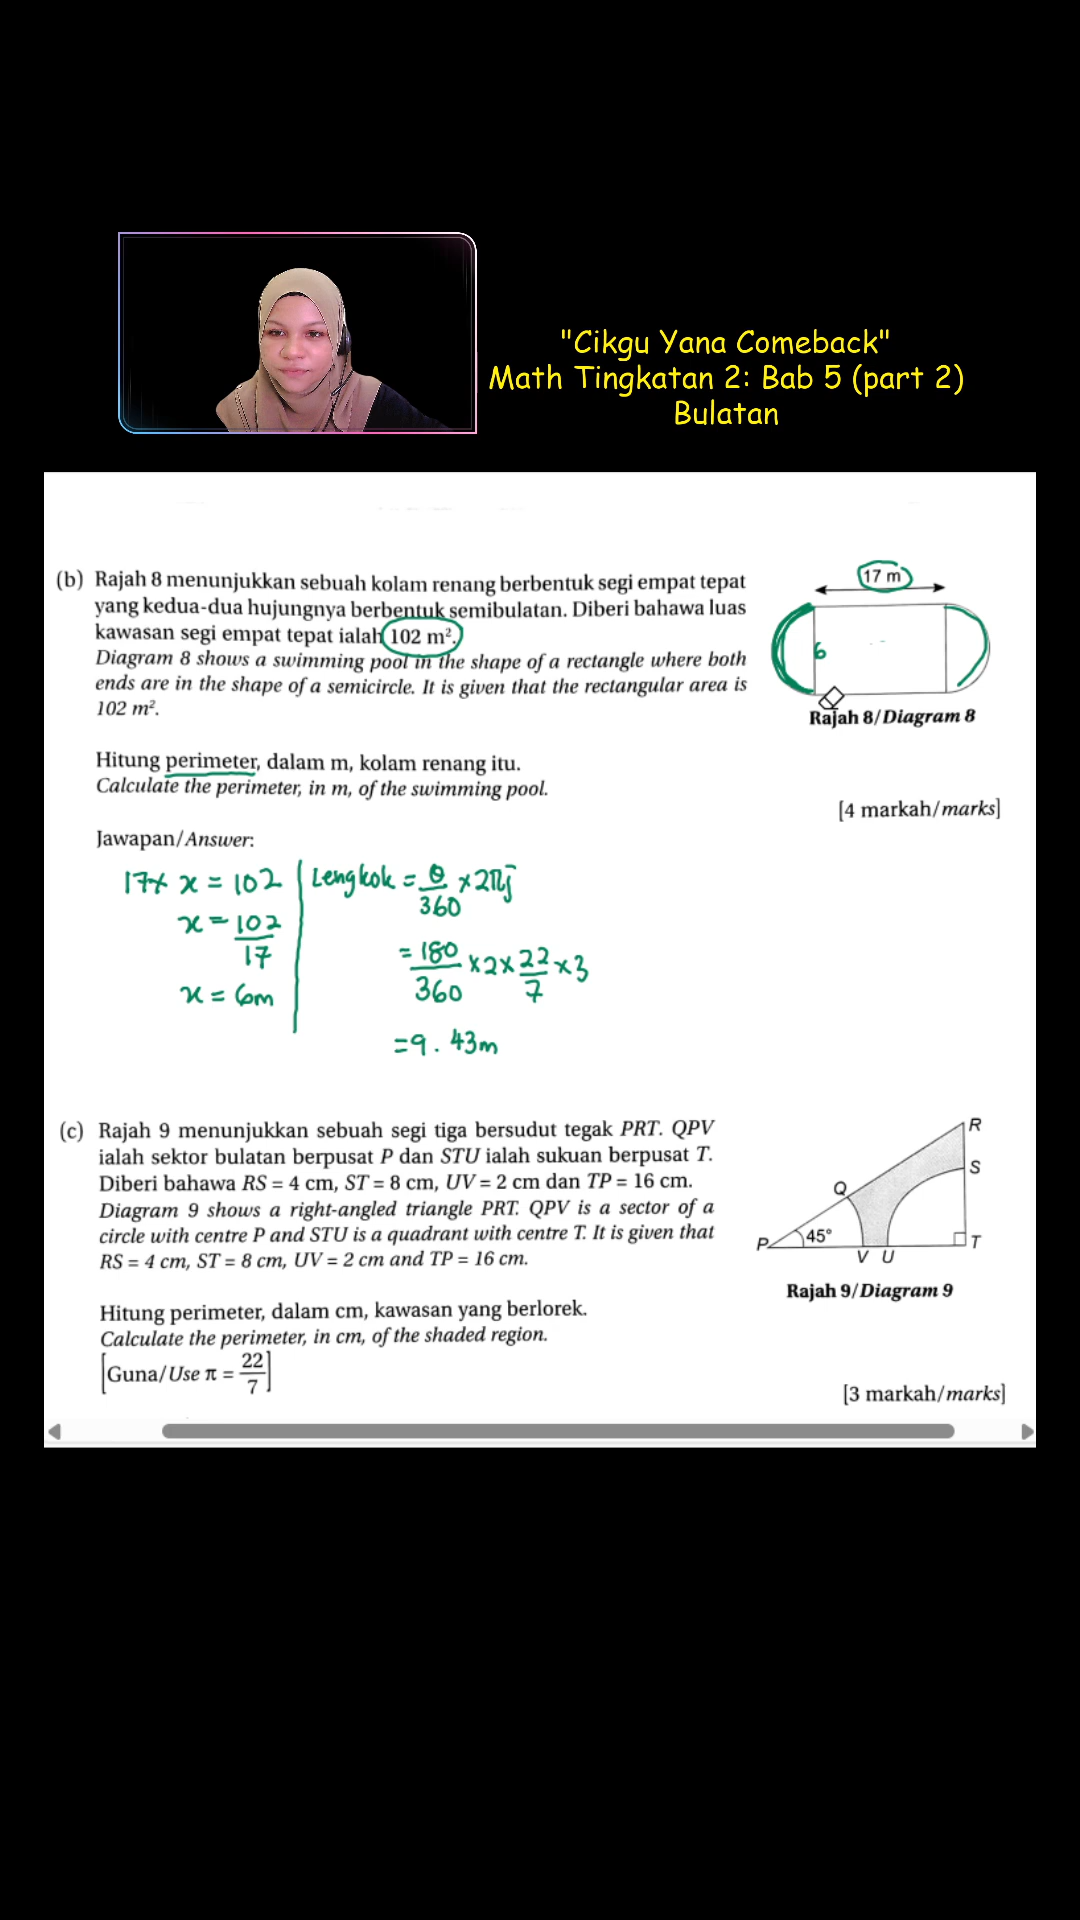 "Cikgu Yana Comeback"
Math Tingkatan 2: Bab 5 (part 2)
Bulatan
(b) Rajah 8 menunjukkan sebuah kolam renang berbentuk segi empat tepat
yang kedua-dua hujungnya berbentuk semibulatan. Diberi bahawa luas
kawasan segi empat tepat ialah 102 m².
Diagram 8 shows a swimming pool in the shape of a rectangle where both
ends are in the shape of a semicircle. It is given that the rectangular area is
102 m².
17 m
6
Rajah 8/Diagram 8
Hitung perimeter, dalam m, kolam renang itu.
Calculate the perimeter, in m, of the swimming pool.
[4 markah/marks]
Jawapan/Answer:
17 × x = 102
x = 102
17
x = 6m
Lengkok = θ × 2πj
360
= 180 × 2 × 22 × 3
360 7
= 9.43m
(c) Rajah 9 menunjukkan sebuah segi tiga bersudut tegak PRT. QPV
ialah sektor bulatan berpusat P dan STU ialah sukuan berpusat T.
Diberi bahawa RS = 4 cm, ST = 8 cm, UV = 2 cm dan TP = 16 cm.
Diagram 9 shows a right-angled triangle PRT. QPV is a sector of a
circle with centre P and STU is a quadrant with centre T. It is given that
RS = 4 cm, ST = 8 cm, UV = 2 cm and TP = 16 cm.
R
S
Q
P 45° T
V U
Rajah 9/Diagram 9
Hitung perimeter, dalam cm, kawasan yang berlorek.
Calculate the perimeter, in cm, of the shaded region.
[Guna/Use π = 22/7]
[3 markah/marks]